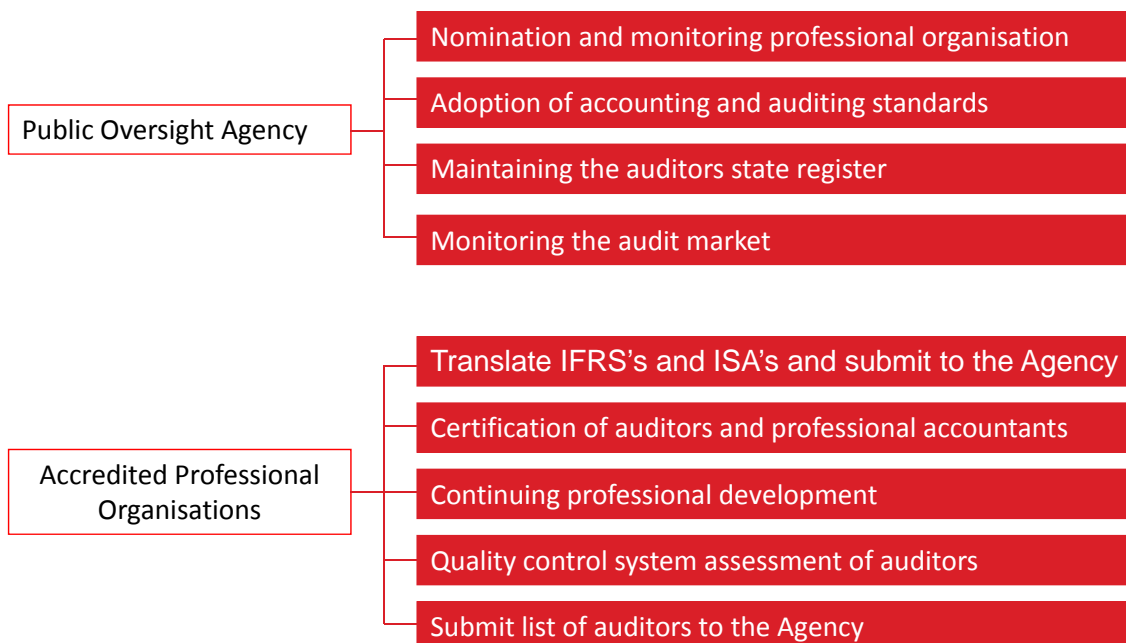 Nomination and monitoring professional organisation
Adoption of accounting and auditing standards
Public Oversight Agency
Maintaining the auditors state register
Monitoring the audit market
Translate IFRS's and ISA's and submit to the Agency
Certification of auditors and professional accountants
Accredited Professional
Organisations
Continuing professional development
Quality control system assessment of auditors
Submit list of auditors to the Agency